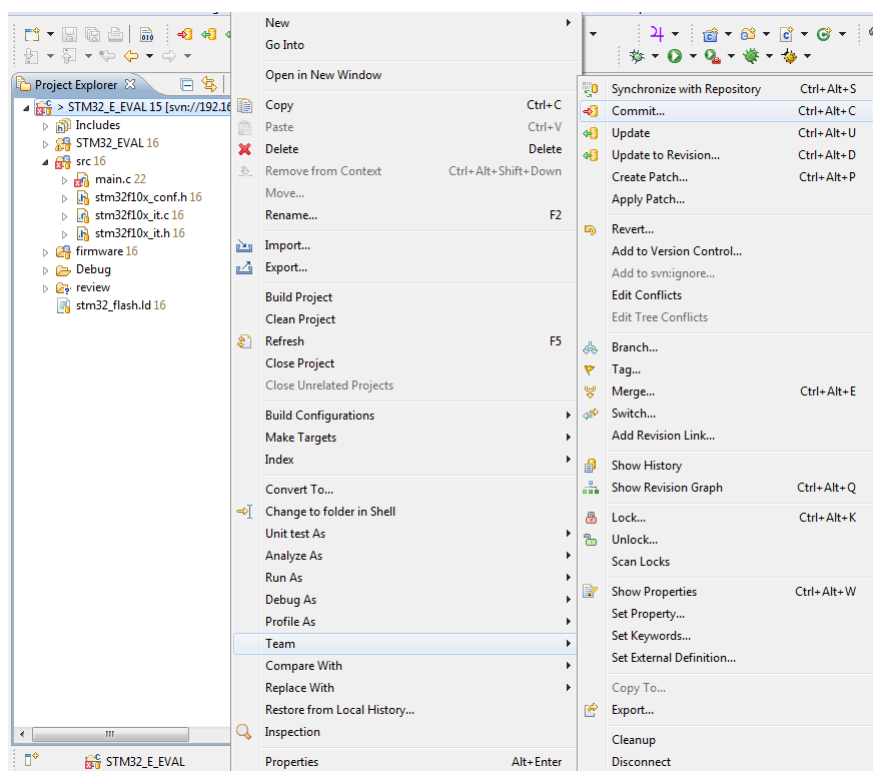 Project Explorer
> STM32_E_EVAL 15 [svn://192.16
Includes
STM32_EVAL 16
src 16
main.c 22
stm32f10x_conf.h 16
stm32f10x_it.c 16
stm32f10x_it.h 16
firmware 16
Debug
review
stm32_flash.ld 16
STM32_E_EVAL
New
Go Into
Open in New Window
Copy Ctrl+C
Paste Ctrl+V
Delete Delete
Remove from Context Ctrl+Alt+Shift+Down
Move...
Rename... F2
Import...
Export...
Build Project
Clean Project
Refresh F5
Close Project
Close Unrelated Projects
Build Configurations
Make Targets
Index
Convert To...
Change to folder in Shell
Unit test As
Analyze As
Run As
Debug As
Profile As
Team
Compare With
Replace With
Restore from Local History...
Inspection
Properties Alt+Enter
Synchronize with Repository Ctrl+Alt+S
Commit... Ctrl+Alt+C
Update Ctrl+Alt+U
Update to Revision... Ctrl+Alt+D
Create Patch... Ctrl+Alt+P
Apply Patch...
Revert...
Add to Version Control...
Add to svn:ignore...
Edit Conflicts
Edit Tree Conflicts
Branch...
Tag...
Merge... Ctrl+Alt+E
Switch...
Add Revision Link...
Show History
Show Revision Graph Ctrl+Alt+Q
Lock... Ctrl+Alt+K
Unlock...
Scan Locks
Show Properties Ctrl+Alt+W
Set Property...
Set Keywords...
Set External Definition...
Copy To...
Export...
Cleanup
Disconnect